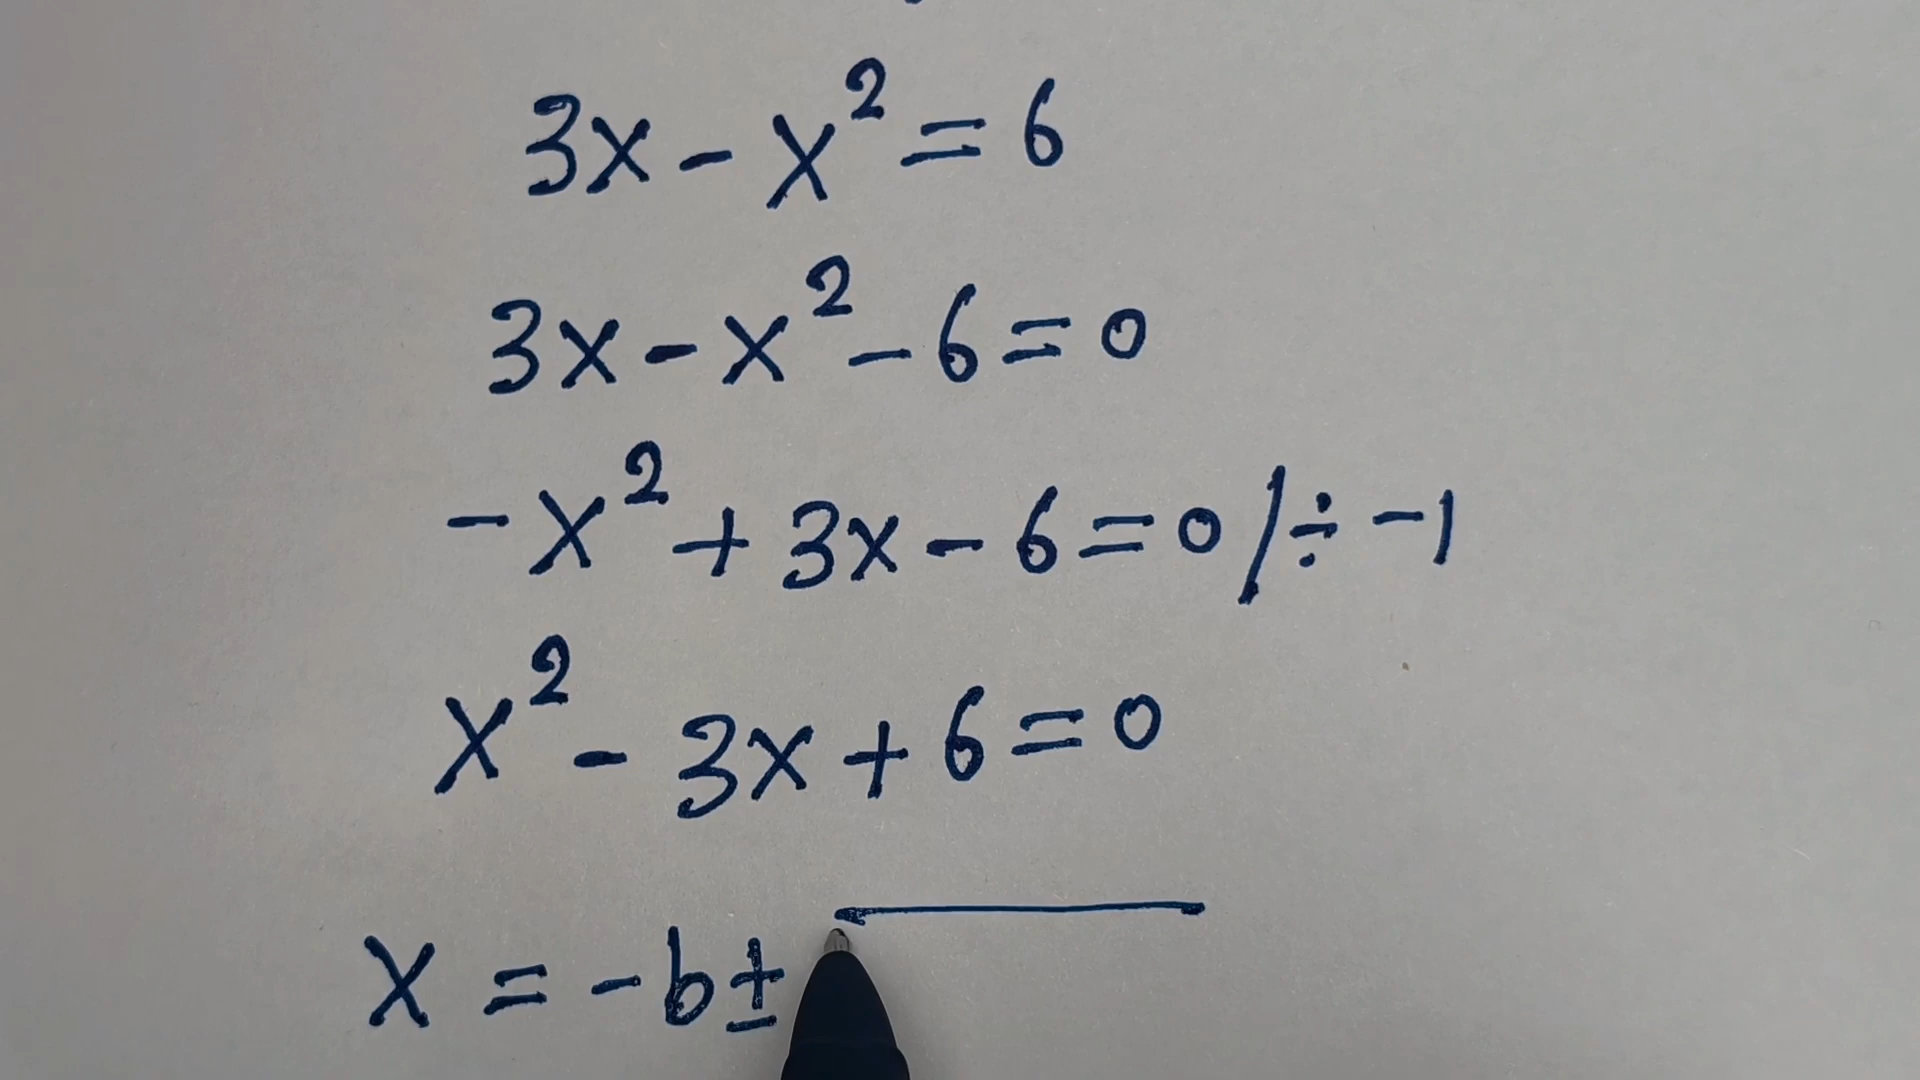 3x - x² = 6
3x - x² - 6 = 0
-x² + 3x - 6 = 0 / ÷ -1
x² - 3x + 6 = 0
x = -b ±